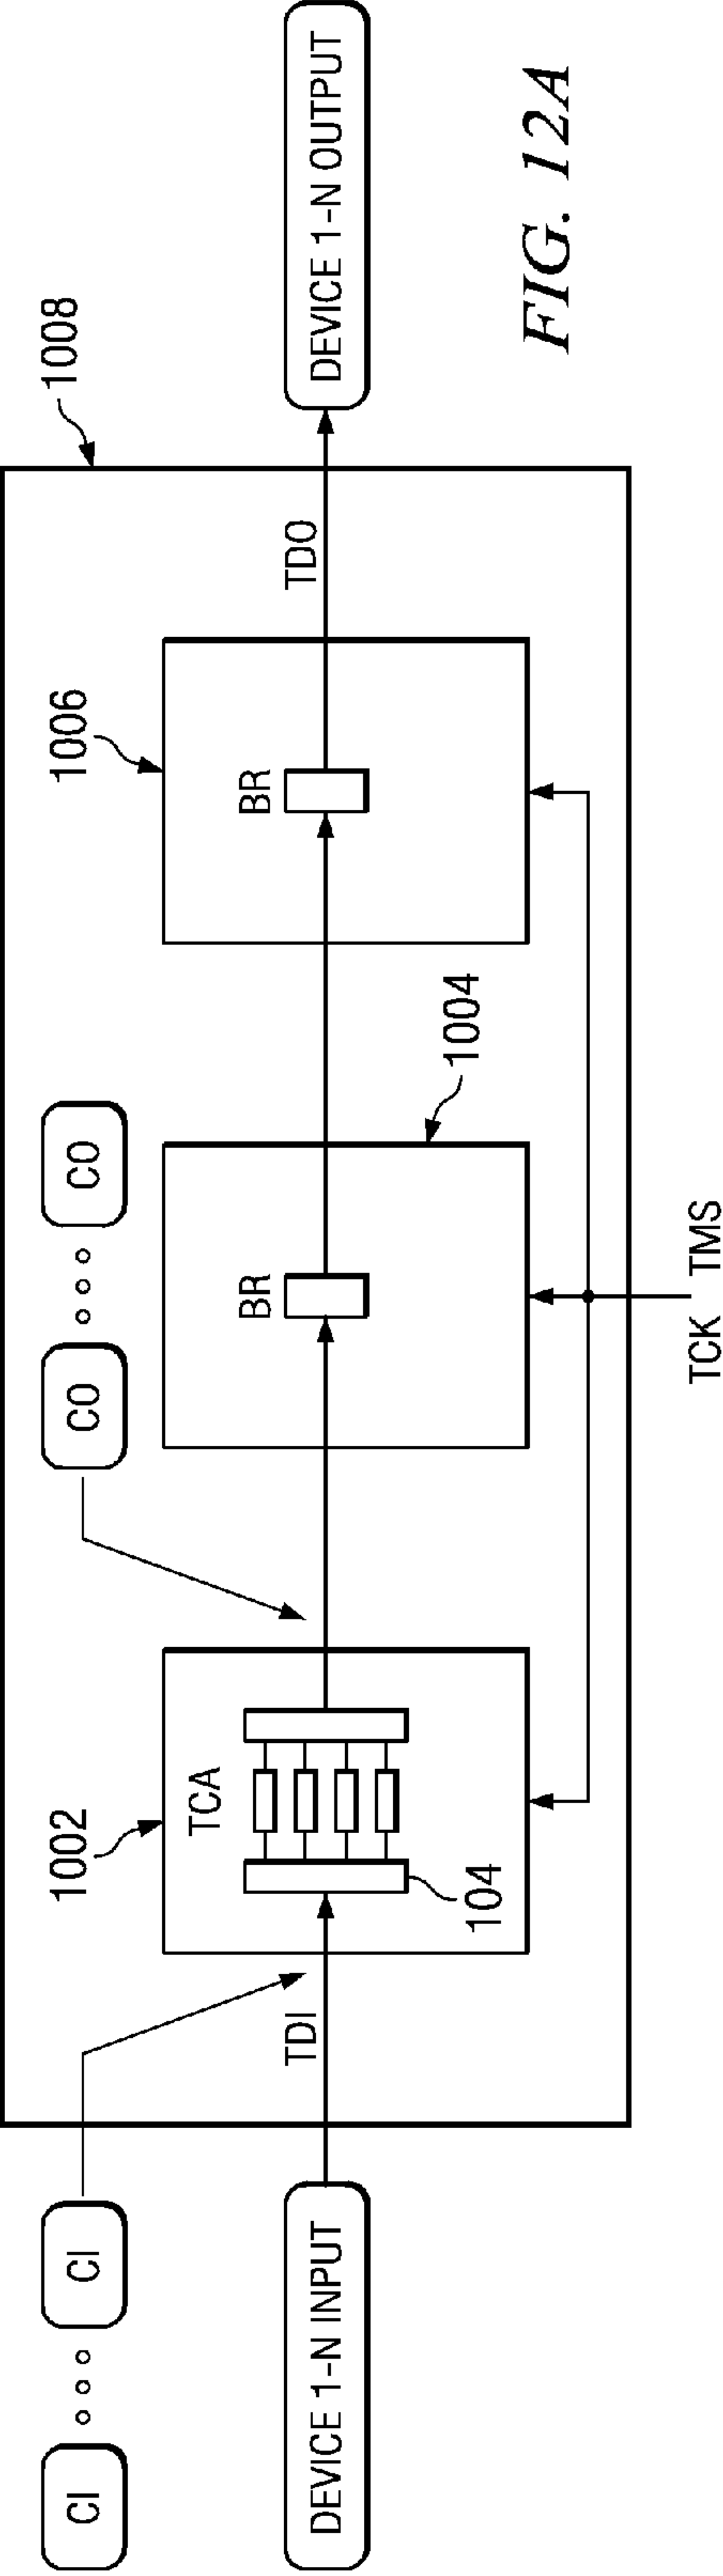 CI
CI
CO
CO
1002
1006
1008
TCA
BR
BR
DEVICE 1-N INPUT
TDI
TDO
DEVICE 1-N OUTPUT
104
1004
TCK TMS
FIG. 12A